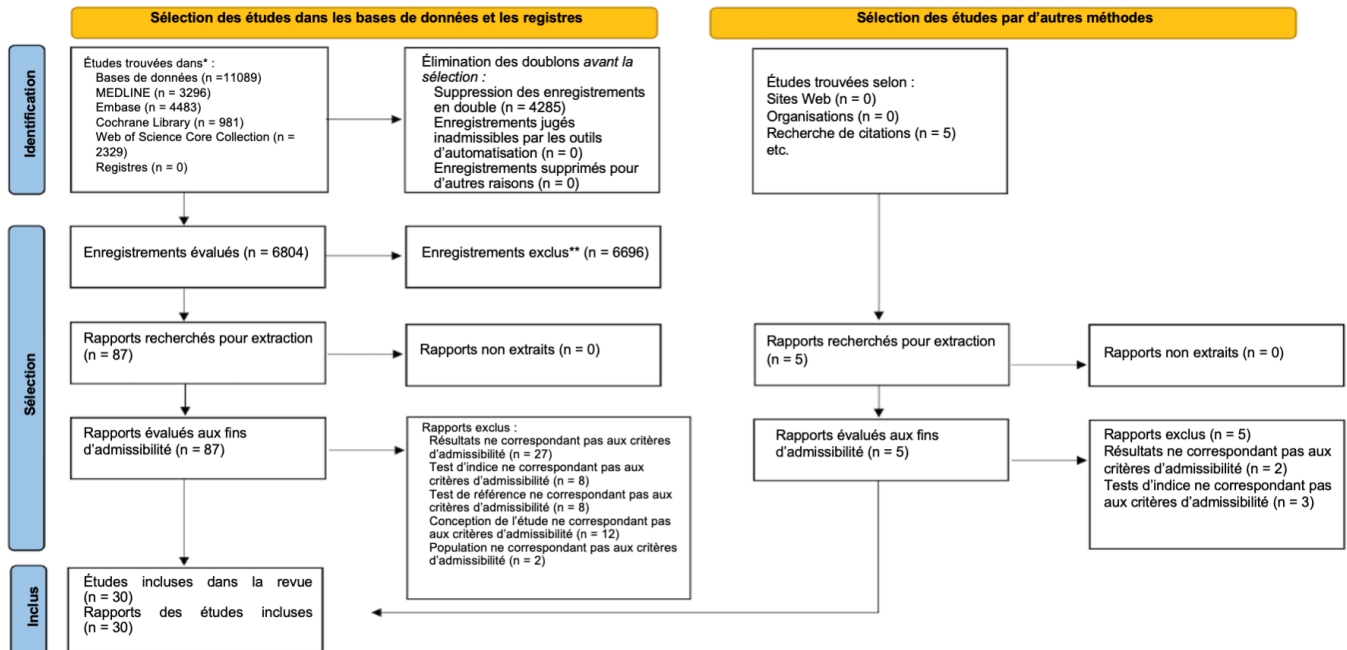 Sélection des études dans les bases de données et les registres
Sélection des études par d'autres méthodes
Identification
Études trouvées dans* :
Bases de données (n =11089)
MEDLINE (n = 3296)
Embase (n = 4483)
Cochrane Library (n = 981)
Web of Science Core Collection (n =
2329)
Registres (n = 0)
Élimination des doublons avant la
sélection :
Suppression des enregistrements
en double (n = 4285)
Enregistrements jugés
inadmissibles par les outils
d'automatisation (n = 0)
Enregistrements supprimés pour
d'autres raisons (n = 0)
Études trouvées selon :
Sites Web (n = 0)
Organisations (n = 0)
Recherche de citations (n = 5)
etc.
Sélection
Enregistrements évalués (n = 6804)
Enregistrements exclus** (n = 6696)
Rapports recherchés pour extraction
(n = 87)
Rapports non extraits (n = 0)
Rapports recherchés pour extraction
(n = 5)
Rapports non extraits (n = 0)
Rapports évalués aux fins
d'admissibilité (n = 87)
Rapports exclus :
Résultats ne correspondant pas aux critères
d'admissibilité (n = 27)
Test d'indice ne correspondant pas aux
critères d'admissibilité (n = 8)
Test de référence ne correspondant pas aux
critères d'admissibilité (n = 8)
Conception de l'étude ne correspondant pas
aux critères d'admissibilité (n = 12)
Population ne correspondant pas aux critères
d'admissibilité (n = 2)
Rapports évalués aux fins
d'admissibilité (n = 5)
Rapports exclus (n = 5)
Résultats ne correspondant pas aux
critères d'admissibilité (n = 2)
Tests d'indice ne correspondant pas
aux critères d'admissibilité (n = 3)
Inclus
Études incluses dans la revue
(n = 30)
Rapports des études incluses
(n = 30)